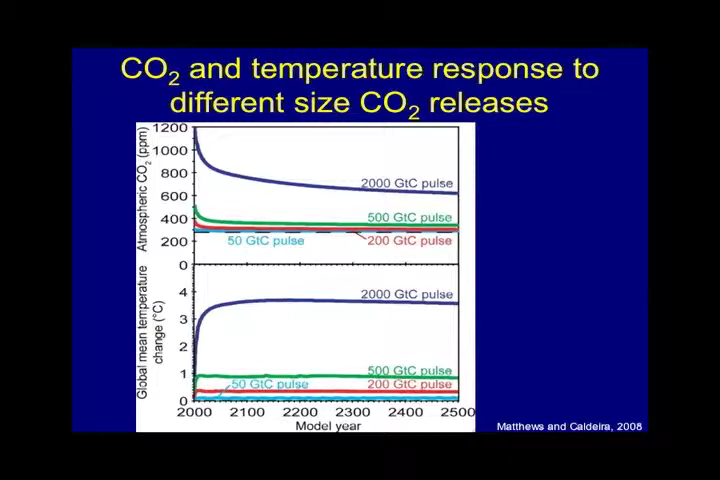 CO2 and temperature response to
different size CO2 releases
Atmospheric CO2 (ppm)
1200
1000
800
600
400
200
0
2000 GtC pulse
500 GtC pulse
50 GtC pulse
200 GtC pulse
Global mean temperature
change (°C)
4
3
2
1
0
2000 GtC pulse
500 GtC pulse
50 GtC pulse
200 GtC pulse
2000 2100 2200 2300 2400 2500
Model year
Matthews and Caldeira, 2008